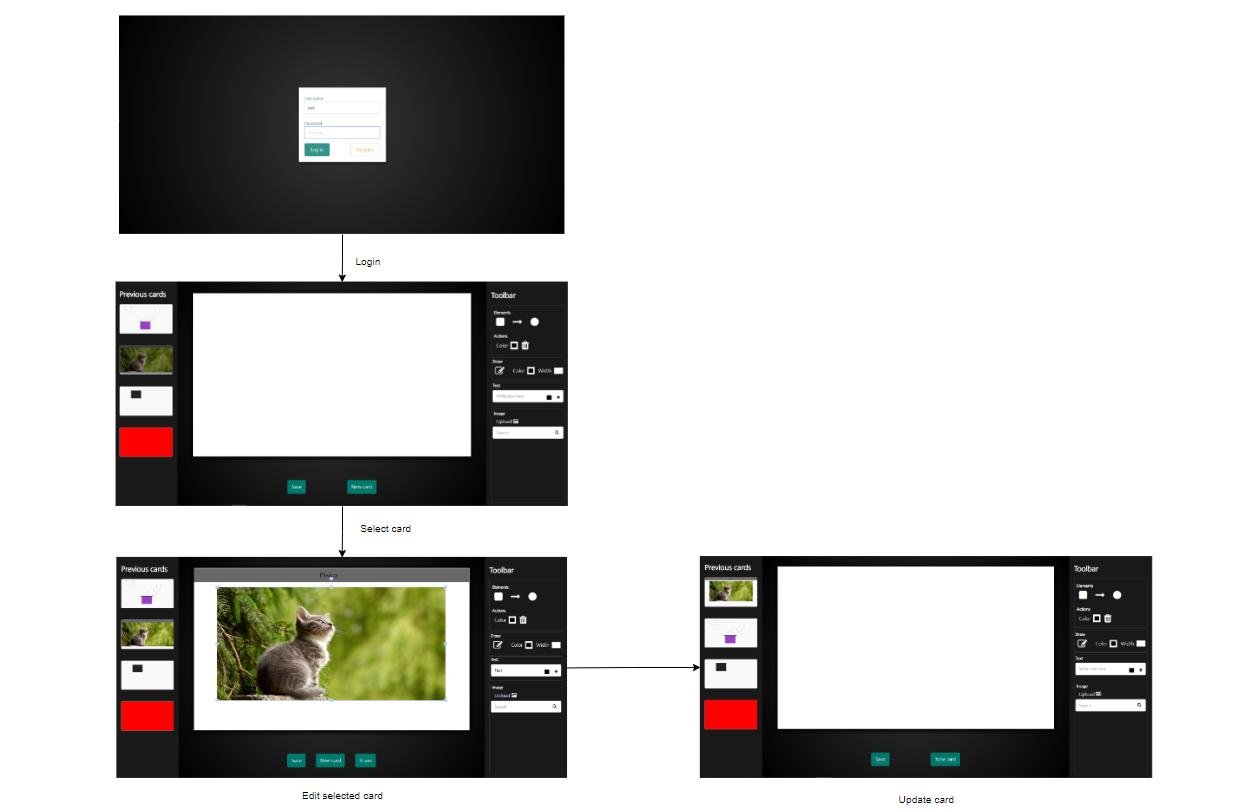 Username
test
Password
Log in
Register
Login
Previous cards
Toolbar
Elements
Actions
Color
Draw
Color Width
Text
Write text here
Image
Upload
Search
Save New card
Select card
Previous cards
Toolbar
Elements
Actions
Color
Draw
Color Width
Text
Image
Upload
Search
Save New card Share
Edit selected card
Previous cards
Toolbar
Elements
Actions
Color
Draw
Color Width
Text
Write text here
Image
Upload
Search
Save New card
Update card